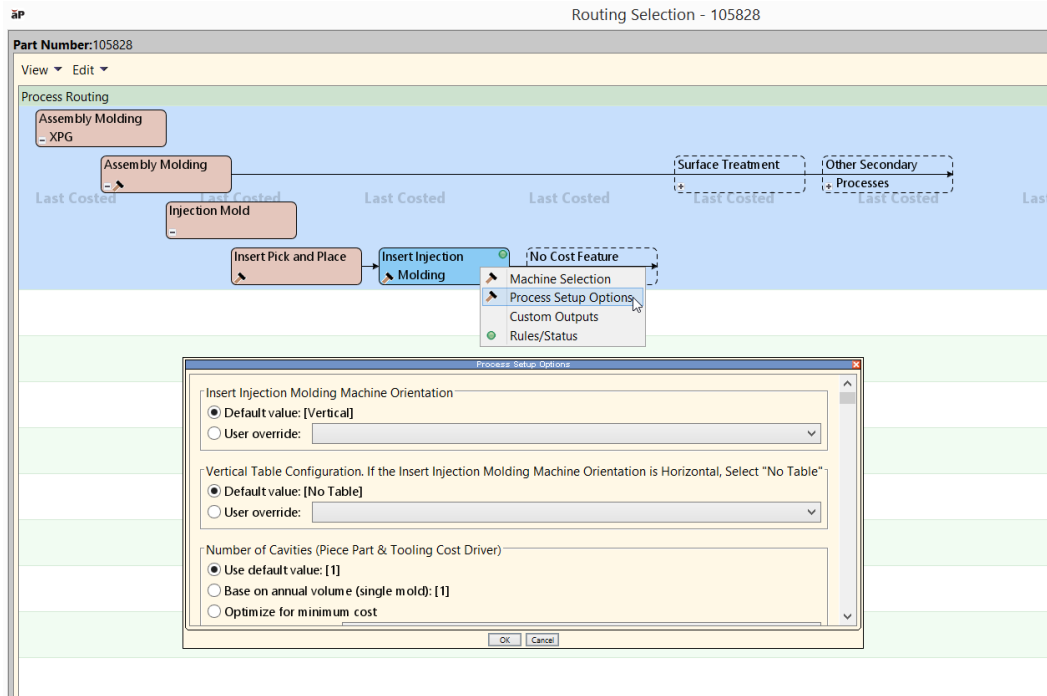 āP
Routing Selection - 105828
Part Number:105828
View Edit
Process Routing
Assembly Molding
XPG
Assembly Molding
Surface Treatment
Other Secondary
Processes
Last Costed Last Costed Last Costed Last Costed Last Costed Last Costed Las
Injection Mold
Insert Pick and Place
Insert Injection
Molding
No Cost Feature
Machine Selection
Process Setup Options
Custom Outputs
Rules/Status
Process Setup Options
Insert Injection Molding Machine Orientation
Default value: [Vertical]
User override:
Vertical Table Configuration. If the Insert Injection Molding Machine Orientation is Horizontal, Select "No Table"
Default value: [No Table]
User override:
Number of Cavities (Piece Part & Tooling Cost Driver)
Use default value: [1]
Base on annual volume (single mold): [1]
Optimize for minimum cost
OK Cancel